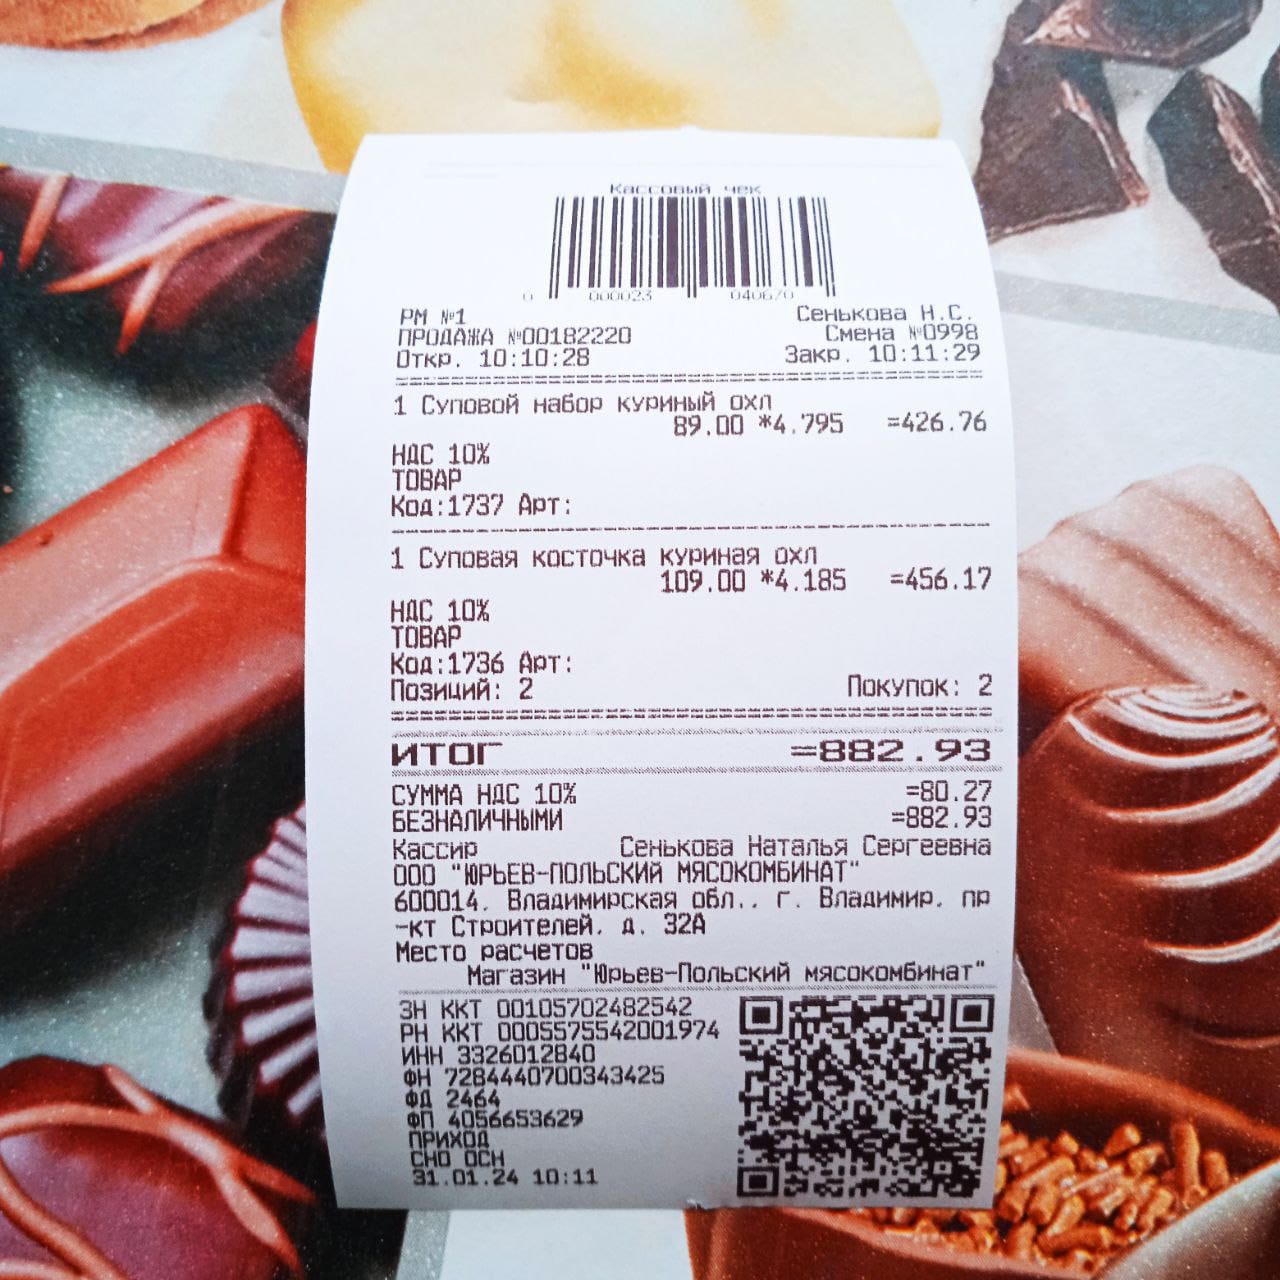 Кассовый чек
0 000023 040670
РМ №1 Сенькова Н.С.
ПРОДАЖА №00182220 Смена №0998
Откр. 10:10:28 Закр. 10:11:29
1 Суповой набор куриный охл
89.00 *4.795 =426.76
НДС 10%
ТОВАР
Код:1737 Арт:
1 Суповая косточка куриная охл
109.00 *4.185 =456.17
НДС 10%
ТОВАР
Код:1736 Арт:
Позиций: 2 Покупок: 2
ИТОГ =882.93
СУММА НДС 10% =80.27
БЕЗНАЛИЧНЫМИ =882.93
Кассир Сенькова Наталья Сергеевна
ООО "ЮРЬЕВ-ПОЛЬСКИЙ МЯСОКОМБИНАТ"
600014, Владимирская обл., г. Владимир, пр
-кт Строителей, д. 32А
Место расчетов
Магазин "Юрьев-Польский мясокомбинат"
ЗН ККТ 00105702482542
РН ККТ 0005575542001974
ИНН 3326012840
ФН 7284440700343425
ФД 2464
ФП 4056653629
ПРИХОД
СНО ОСН
31.01.24 10:11